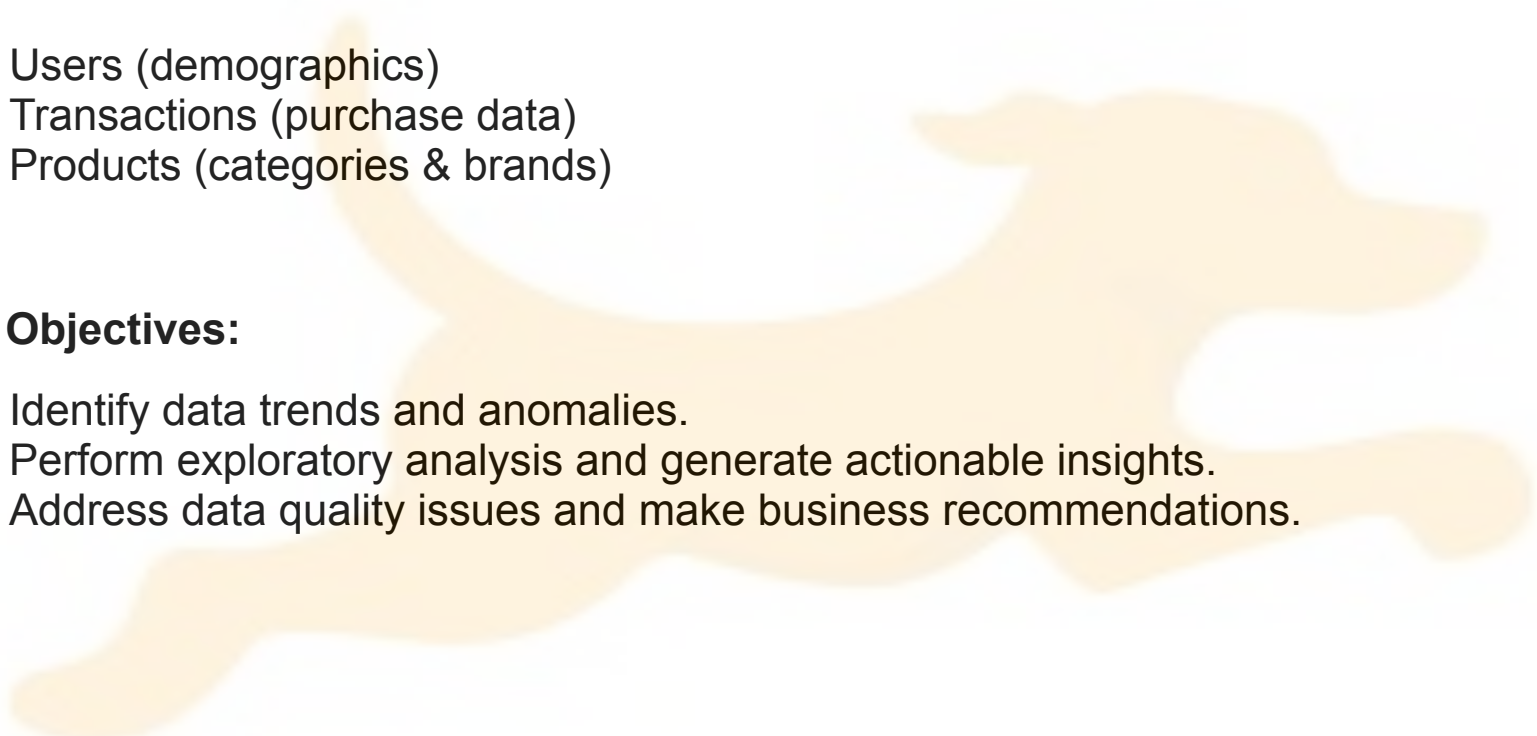 Users (demographics)
Transactions (purchase data)
Products (categories & brands)
Objectives:
Identify data trends and anomalies.
Perform exploratory analysis and generate actionable insights.
Address data quality issues and make business recommendations.